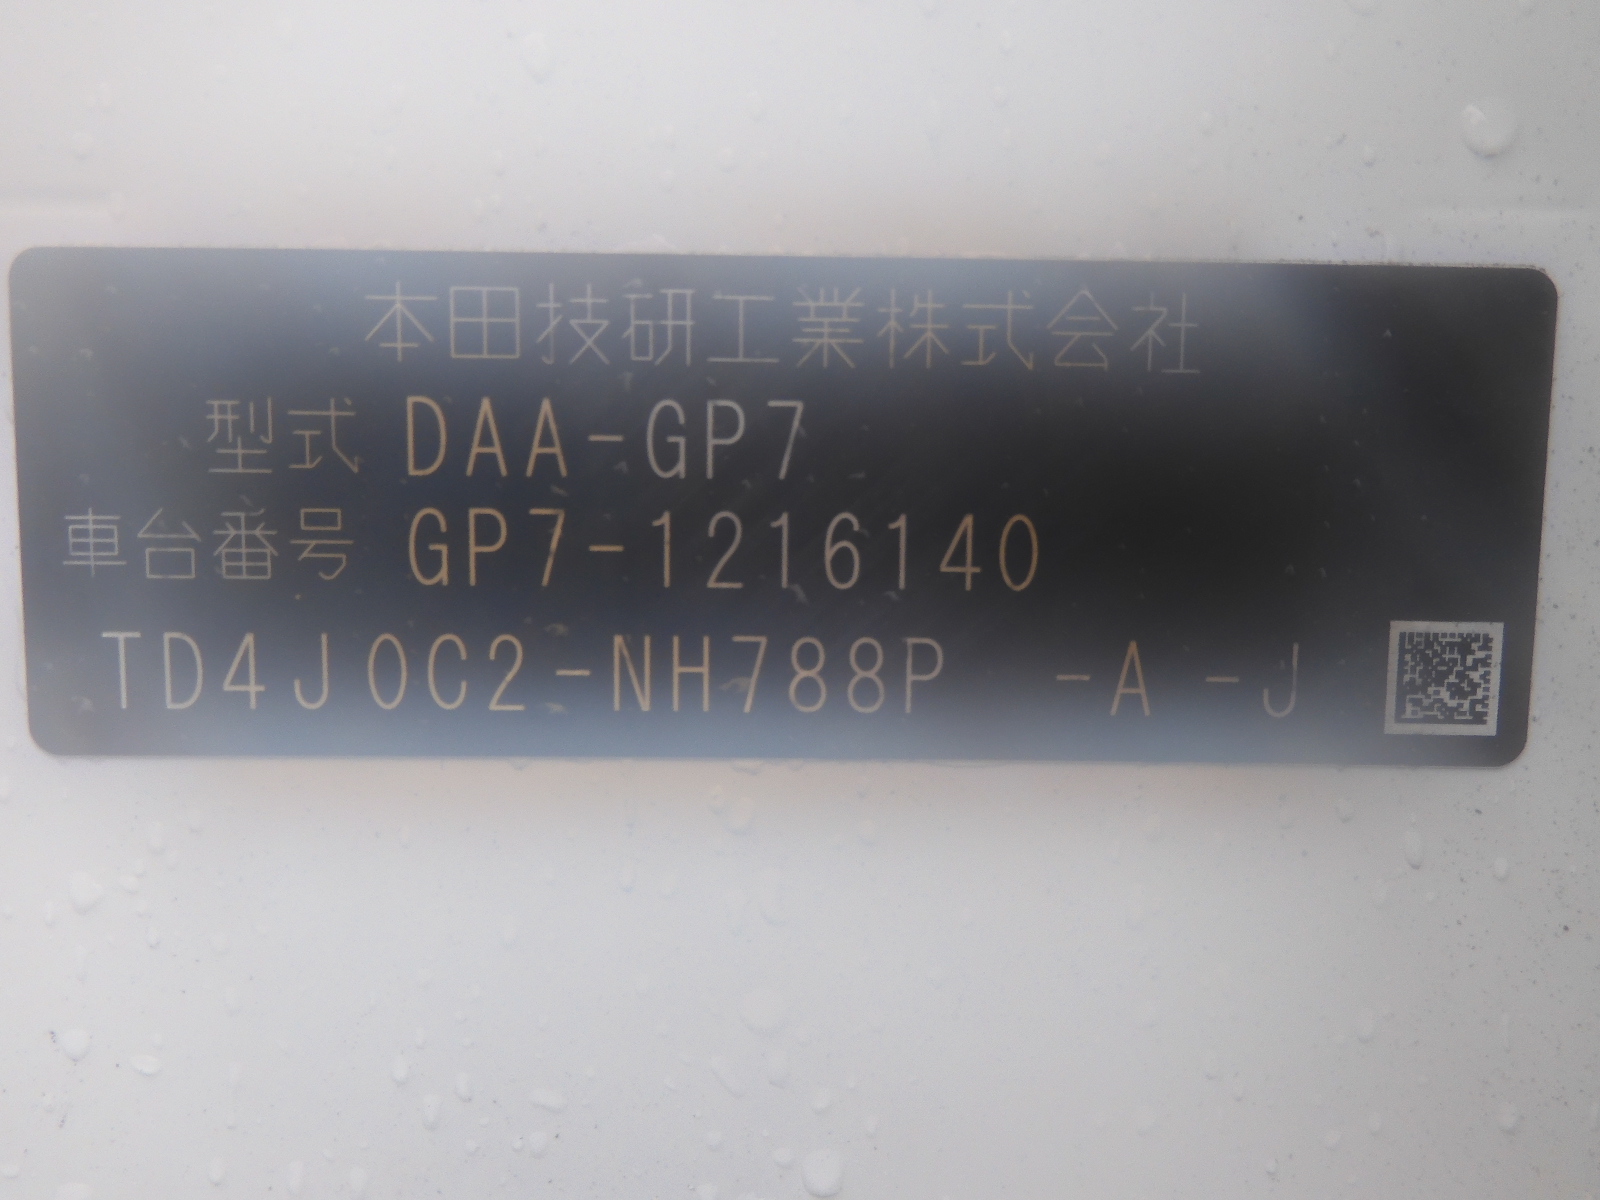 本田技研工業株式会社
型式 DAA-GP7
車台番号 GP7-1216140
TD4J0C2-NH788P -A -J